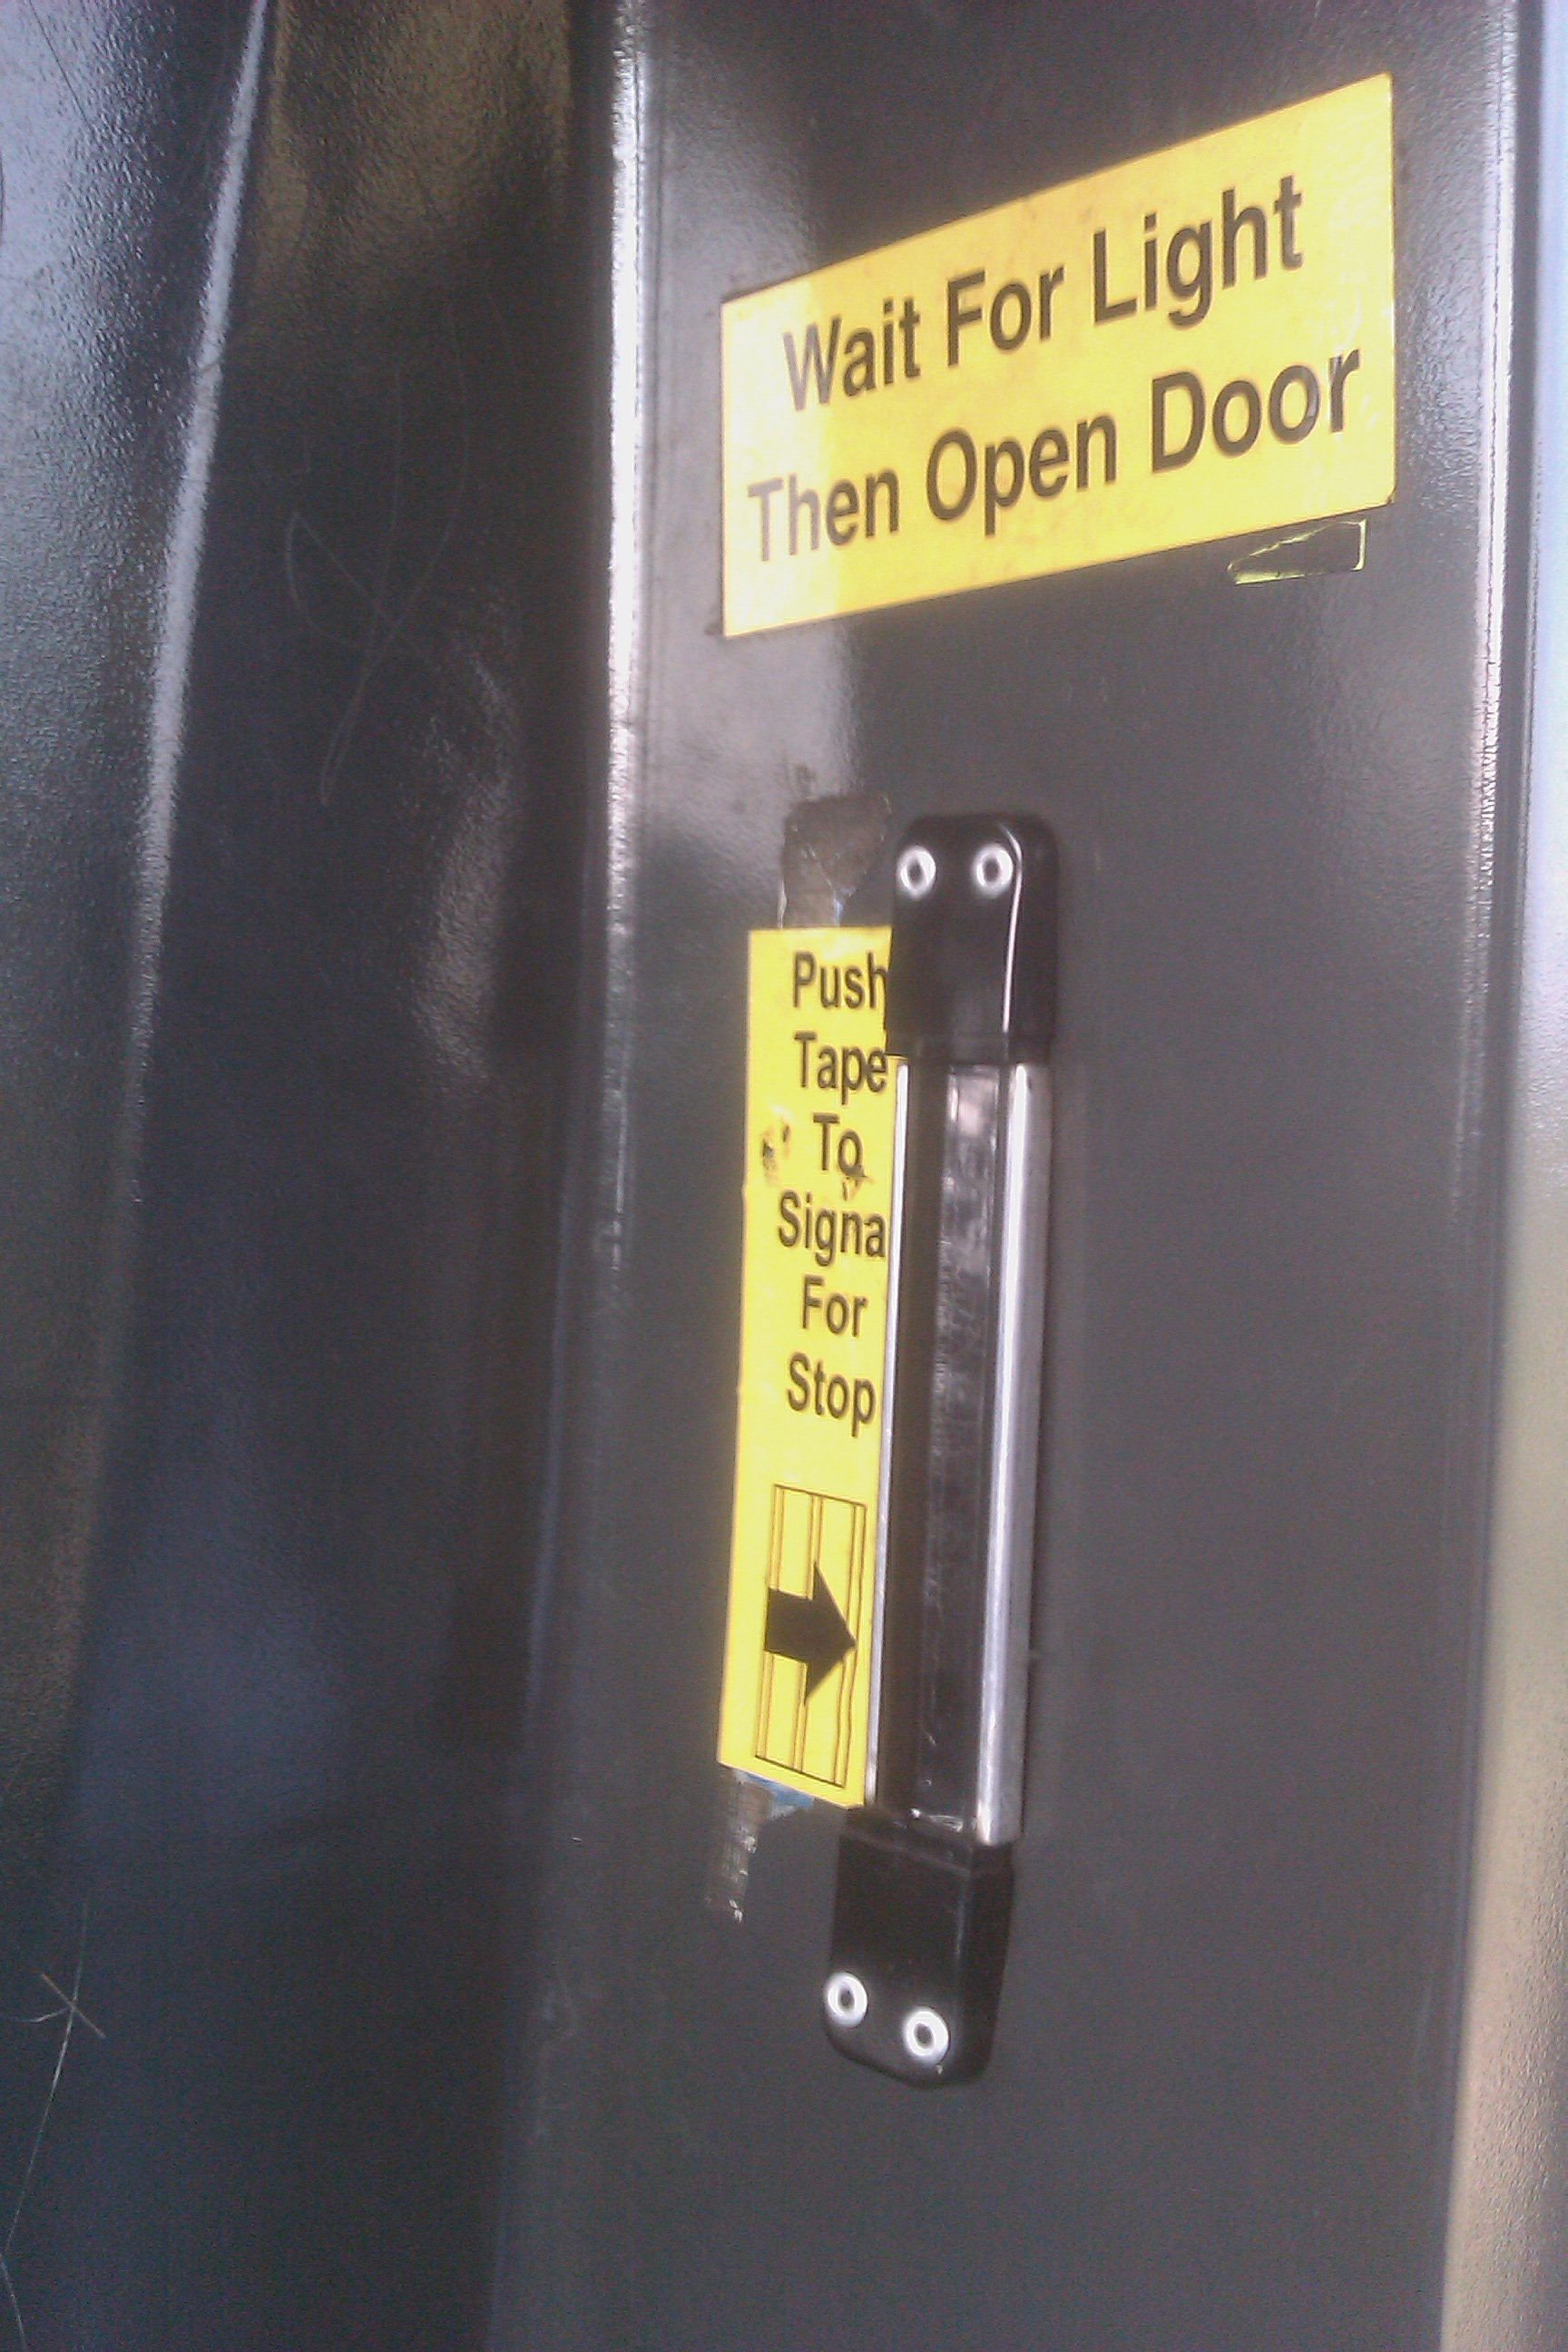 Wait For Light
Then Open Door
Push
Tape
To
Signa
For
Stop